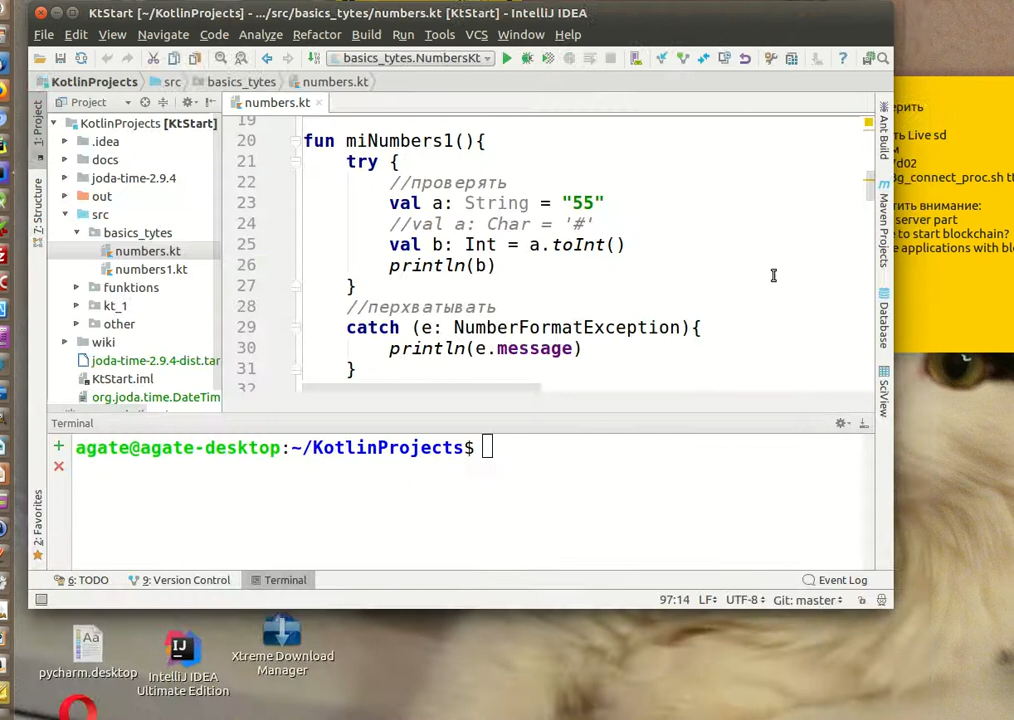 KtStart [~/KotlinProjects] - .../src/basics_tytes/numbers.kt [KtStart] - IntelliJ IDEA
File Edit View Navigate Code Analyze Refactor Build Run Tools VCS Window Help
basics_tytes.NumbersKt
KotlinProjects src basics_tytes numbers.kt
Project
numbers.kt
KotlinProjects [KtStart]
.idea
docs
joda-time-2.9.4
out
src
basics_tytes
numbers.kt
numbers1.kt
funktions
kt_1
other
wiki
joda-time-2.9.4-dist.tar
KtStart.iml
org.joda.time.DateTim
19
20 fun miNumbers1(){
21 try {
22 //проверять
23 val a: String = "55"
24 //val a: Char = '#'
25 val b: Int = a.toInt()
26 println(b)
27 }
28 //перхватывать
29 catch (e: NumberFormatException){
30 println(e.message)
31 }
32
1: Project
7: Structure
2: Favorites
Ant Build
Maven Projects
Database
SciView
Terminal
agate@agate-desktop:~/KotlinProjects$
6: TODO 9: Version Control Terminal Event Log
97:14 LF UTF-8 Git: master
ерить
ь Live sd
м
/d02
g_connect_proc.sh tt
тить внимание:
server part
e to start blockchain?
e applications with bl
Aa
pycharm.desktop
IJ
IntelliJ IDEA
Ultimate Edition
Xtreme Download
Manager